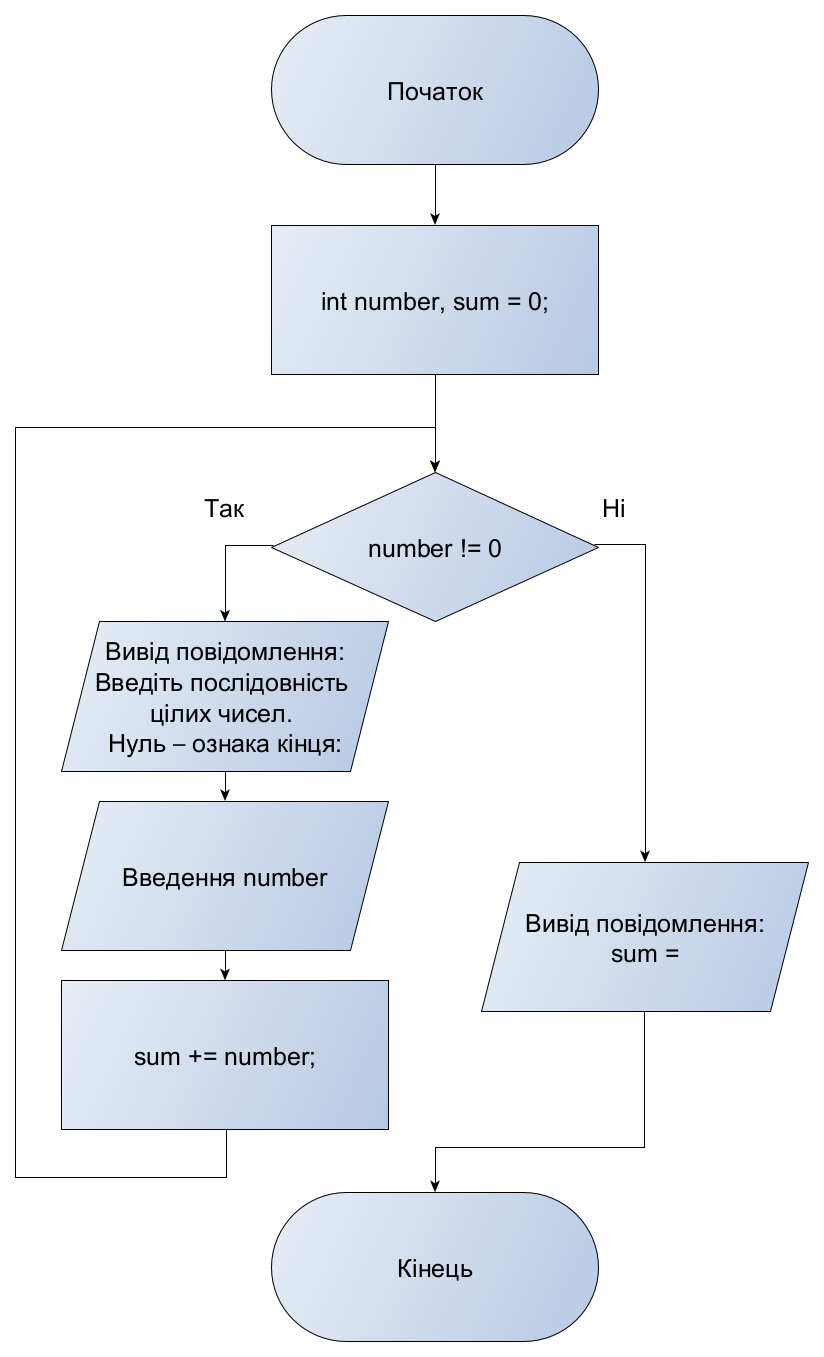 Початок
int number, sum = 0;
Так
Ні
number != 0
Вивід повідомлення:
Введіть послідовність
цілих чисел.
Нуль – ознака кінця:
Введення number
Вивід повідомлення:
sum =
sum += number;
Кінець